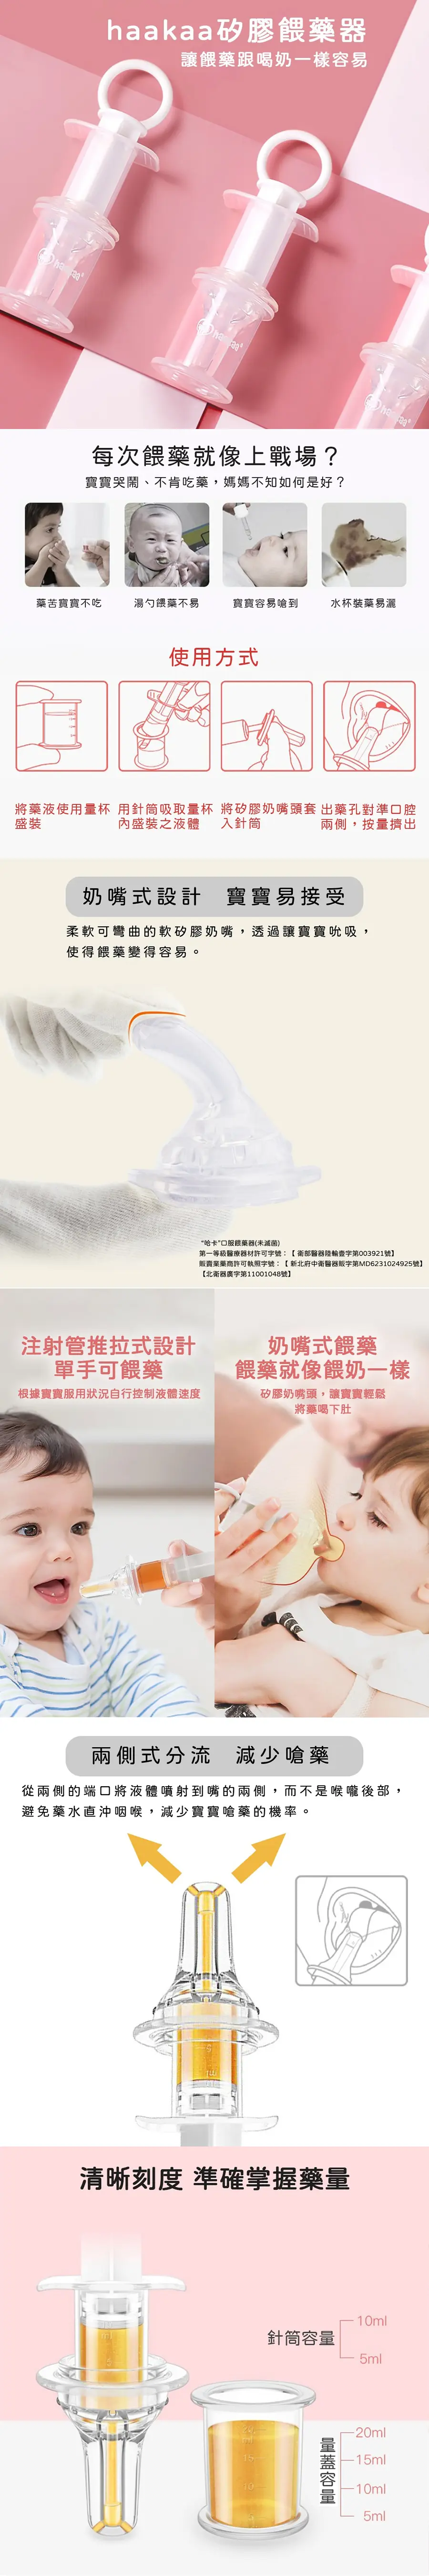 haakaa矽膠餵藥器
讓餵藥跟喝奶一樣容易
haakaa
haakaa
haakaa
每次餵藥就像上戰場？
寶寶哭鬧、不肯吃藥，媽媽不知如何是好？
藥苦寶寶不吃
湯勺餵藥不易
寶寶容易嗆到
水杯裝藥易灑
使用方式
將藥液使用量杯
盛裝
用針筒吸取量杯
內盛裝之液體
將矽膠奶嘴頭套
入針筒
出藥孔對準口腔
兩側，按量擠出
奶嘴式設計 寶寶易接受
柔軟可彎曲的軟矽膠奶嘴，透過讓寶寶吮吸，
使得餵藥變得容易。
"哈卡"口服餵藥器(未滅菌)
第一等級醫療器材許可字號：【 衛部醫器陸輸壹字第003921號】
販賣業藥商許可執照字號：【 新北府中衛醫器販字第MD6231024925號】
【北衛器廣字第11001048號】
注射管推拉式設計
單手可餵藥
根據寶寶服用狀況自行控制液體速度
奶嘴式餵藥
餵藥就像餵奶一樣
矽膠奶嘴頭，讓寶寶輕鬆
將藥喝下肚
兩側式分流 減少嗆藥
從兩側的端口將液體噴射到嘴的兩側，而不是喉嚨後部，
避免藥水直沖咽喉，減少寶寶嗆藥的機率。
清晰刻度 準確掌握藥量
針筒容量
10ml
5ml
量蓋容量
20ml
15ml
10ml
5ml